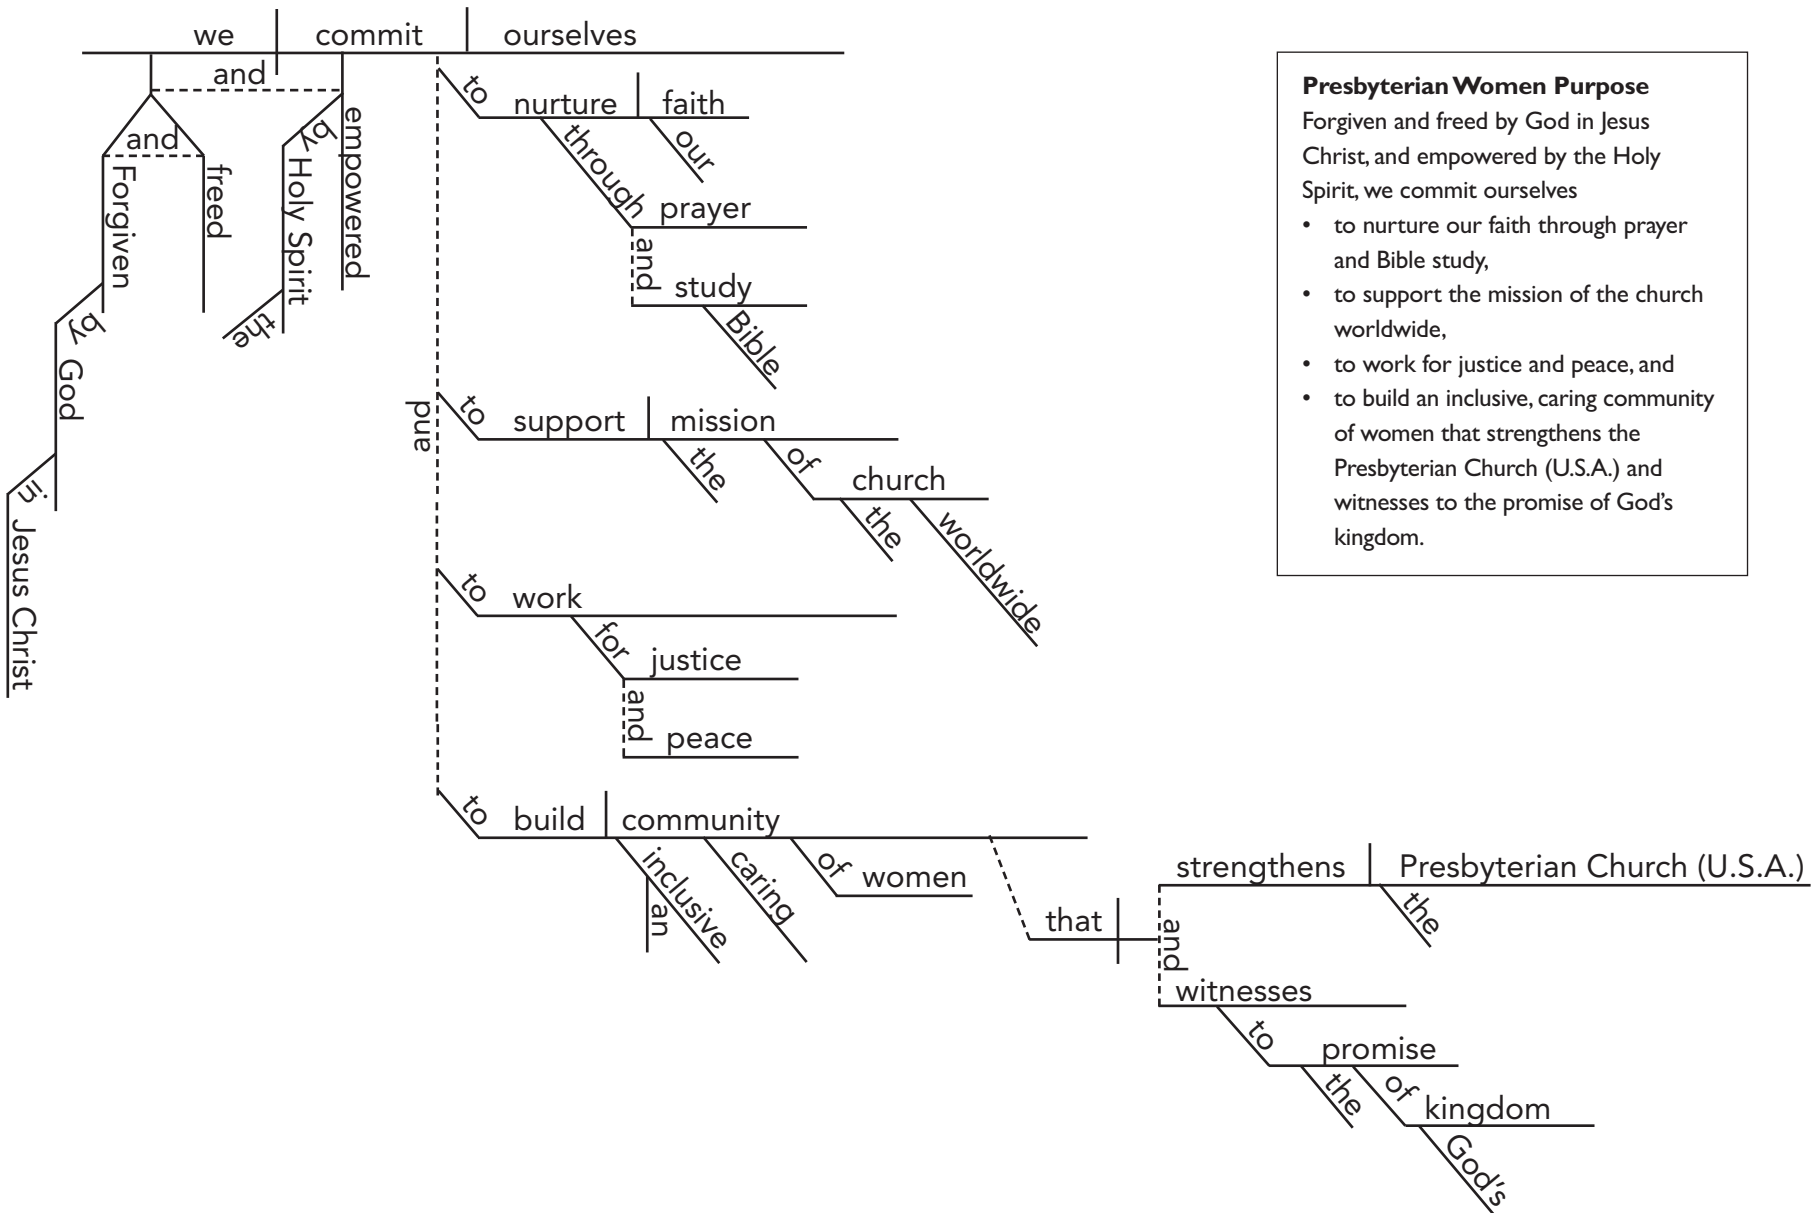 we commit ourselves
and
and
Forgiven
freed
by
God
in
Jesus Christ
empowered
by
Holy Spirit
the
and
to nurture faith
our
through
prayer
and
study
Bible
to support mission
the
of
church
the
worldwide
to work
for
justice
and
peace
to build community
inclusive
an
caring
of
women
that
and
strengthens Presbyterian Church (U.S.A.)
the
witnesses
to
promise
the
of
kingdom
God's
Presbyterian Women Purpose
Forgiven and freed by God in Jesus
Christ, and empowered by the Holy
Spirit, we commit ourselves
• to nurture our faith through prayer
and Bible study,
• to support the mission of the church
worldwide,
• to work for justice and peace, and
• to build an inclusive, caring community
of women that strengthens the
Presbyterian Church (U.S.A.) and
witnesses to the promise of God's
kingdom.